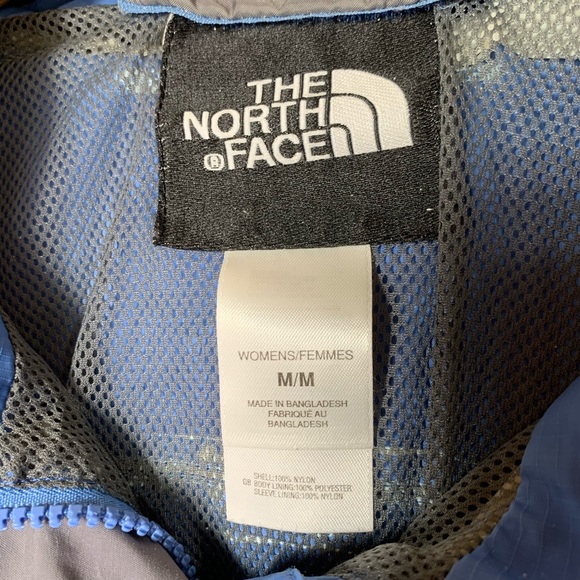 THE
NORTH
® FACE
WOMENS/FEMMES
M/M
MADE IN BANGLADESH
FABRIQUÉ AU
BANGLADESH
SHELL:100% NYLON
GB BODY LINING:100% POLYESTER
SLEEVE LINING:100% NYLON